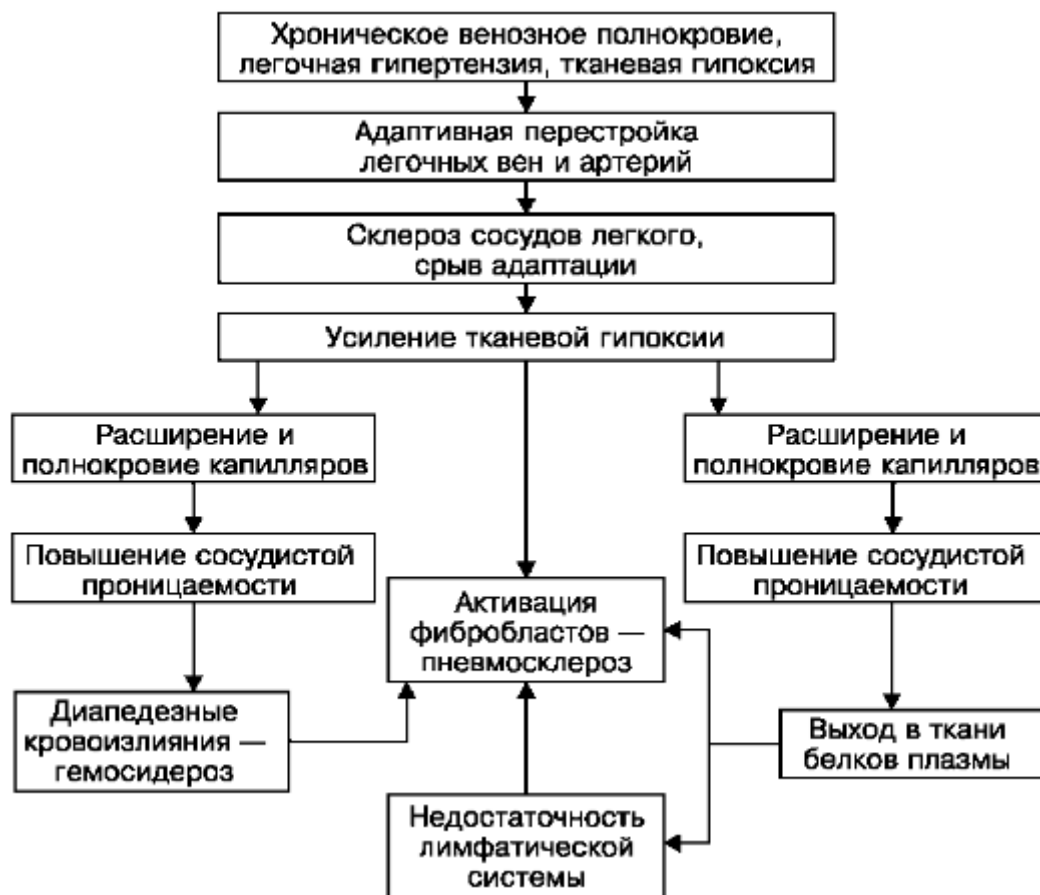 Хроническое венозное полнокровие,
легочная гипертензия, тканевая гипоксия
Адаптивная перестройка
легочных вен и артерий
Склероз сосудов легкого,
срыв адаптации
Усиление тканевой гипоксии
Расширение и
полнокровие капилляров
Расширение и
полнокровие капилляров
Повышение сосудистой
проницаемости
Повышение сосудистой
проницаемости
Активация
фибробластов —
пневмосклероз
Диапедезные
кровоизлияния —
гемосидероз
Выход в ткани
белков плазмы
Недостаточность
лимфатической
системы